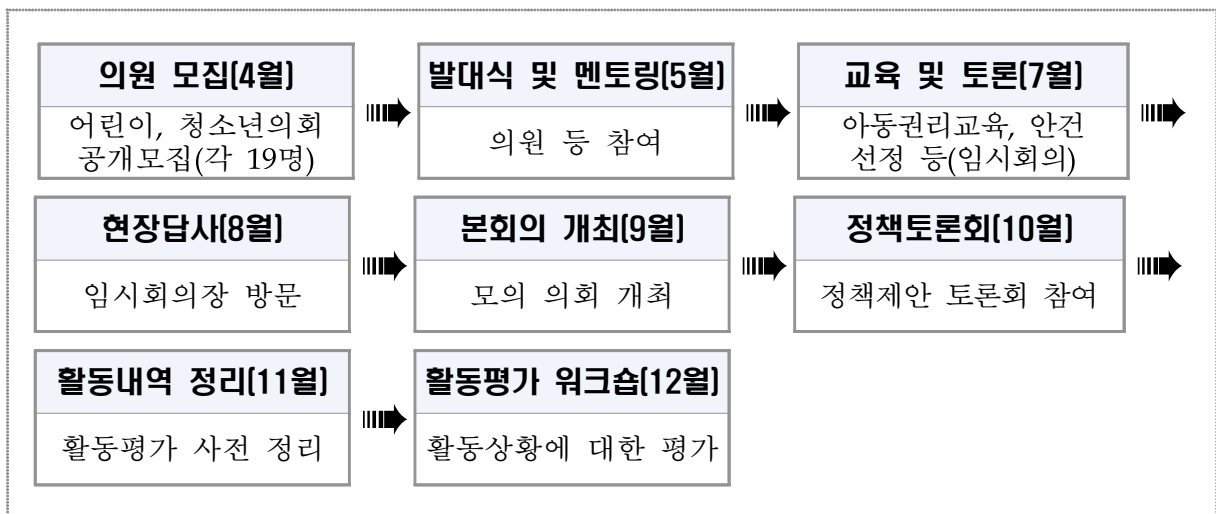 의원 모집(4월)
발대식 및 멘토링(5월)
교육 및 토론(7월)
어린이, 청소년의회
공개모집(각 19명)
의원 등 참여
아동권리교육, 안건
선정 등(임시회의)
현장답사(8월)
본회의 개최(9월)
정책토론회(10월)
임시회의장 방문
모의 의회 개최
정책제안 토론회 참여
활동내역 정리(11월)
활동평가 워크숍(12월)
활동평가 사전 정리
활동상황에 대한 평가